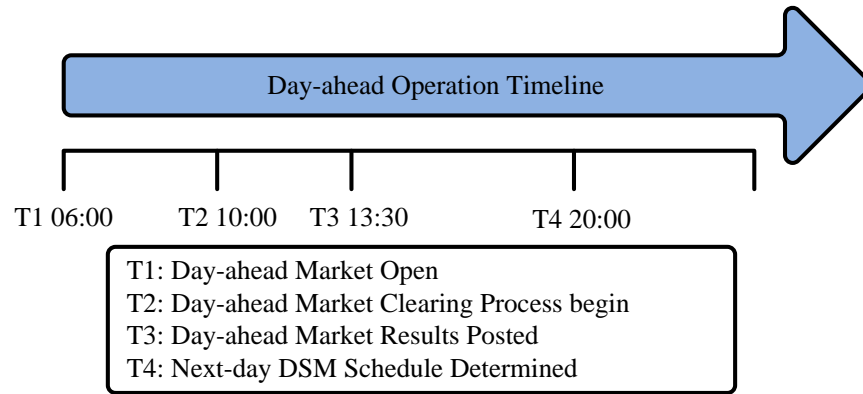 Day-ahead Operation Timeline
T1 06:00 T2 10:00 T3 13:30 T4 20:00
T1: Day-ahead Market Open
T2: Day-ahead Market Clearing Process begin
T3: Day-ahead Market Results Posted
T4: Next-day DSM Schedule Determined